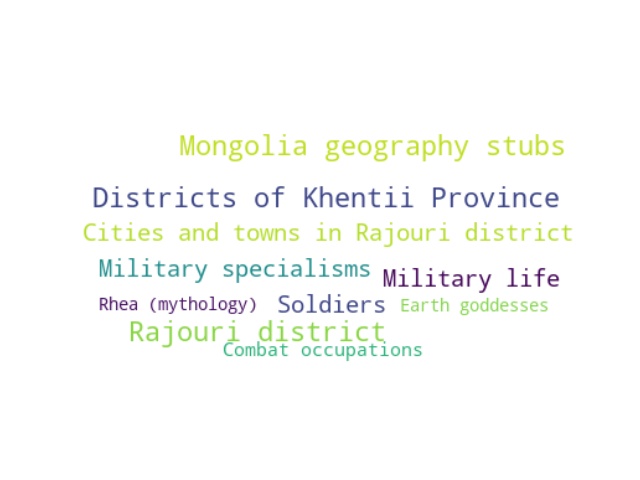 Mongolia geography stubs
Districts of Khentii Province
Cities and towns in Rajouri district
Military specialisms
Military life
Rhea (mythology)
Soldiers
Earth goddesses
Rajouri district
Combat occupations